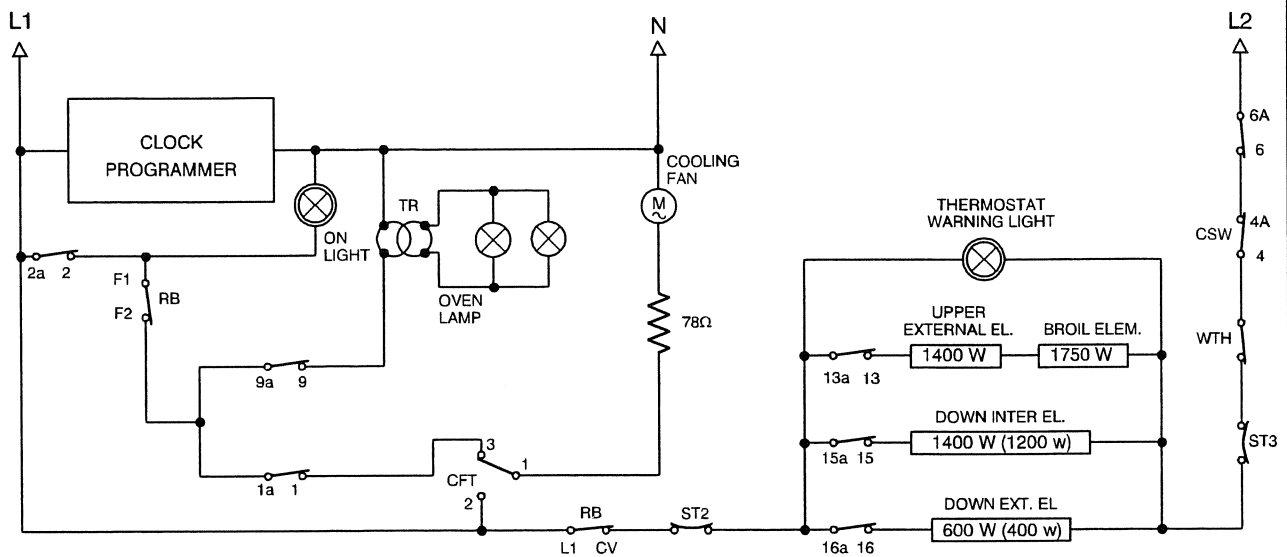 L1
N
L2
CLOCK
PROGRAMMER
COOLING
FAN
M
~
6A
6
THERMOSTAT
WARNING LIGHT
TR
ON
LIGHT
CSW
4A
4
2a
2
F1
F2
RB
OVEN
LAMP
78Ω
UPPER
EXTERNAL EL.
BROIL ELEM.
1400 W
1750 W
WTH
9a
9
13a
13
DOWN INTER EL.
1400 W (1200 w)
15a
15
ST3
3
1
CFT
2
1a
1
DOWN EXT. EL
600 W (400 w)
RB
L1
CV
ST2
16a
16